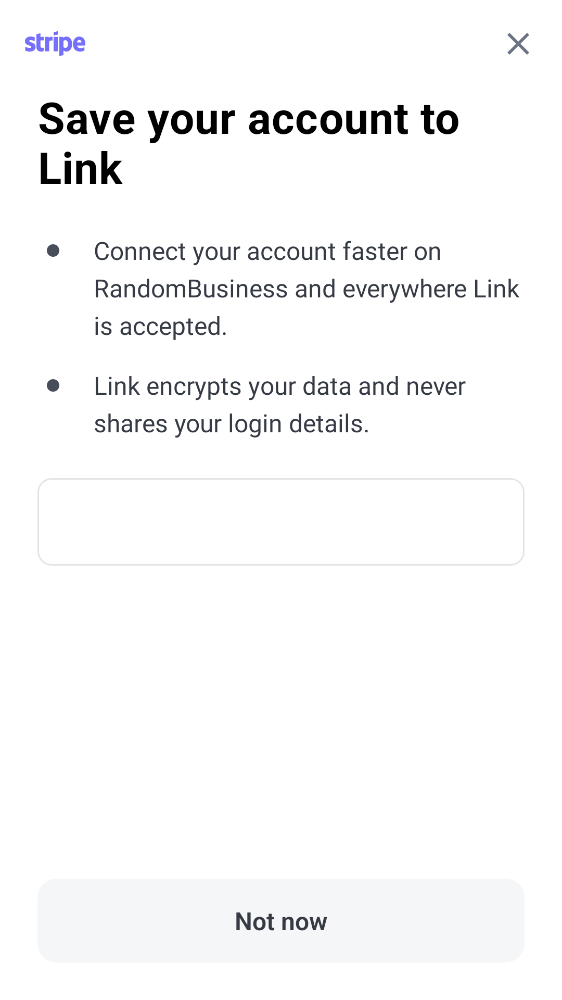 stripe
Save your account to
Link
Connect your account faster on
RandomBusiness and everywhere Link
is accepted.
Link encrypts your data and never
shares your login details.
Not now